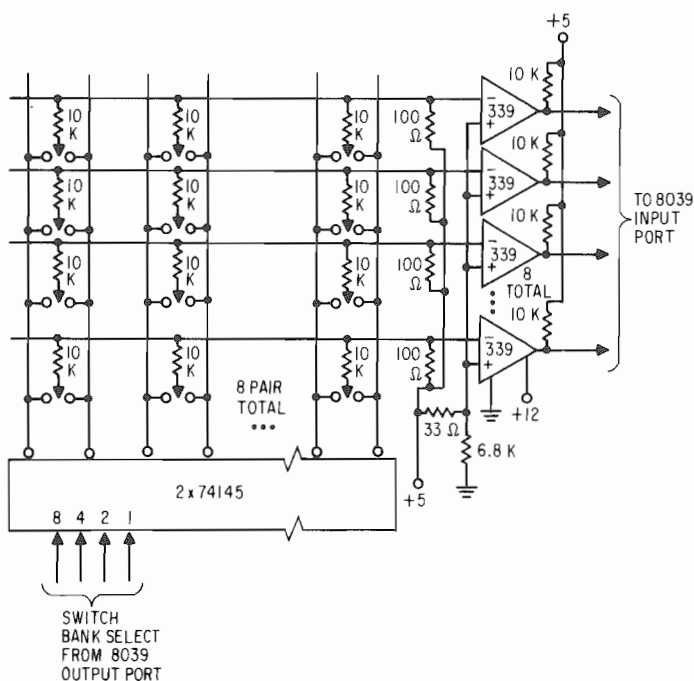 +5
10 K
10
K
10
K
10
K
100
Ω
−
339
+
10 K
TO 8039
INPUT
PORT
10
K
10
K
10
K
100
Ω
−
339
+
10 K
10
K
10
K
10
K
100
Ω
−
339
+
8
TOTAL
10 K
10
K
10
K
10
K
100
Ω
−
339
+
8 PAIR
TOTAL
+12
33 Ω
6.8 K
+5
2 x 74145
8 4 2 1
SWITCH
BANK SELECT
FROM 8039
OUTPUT PORT